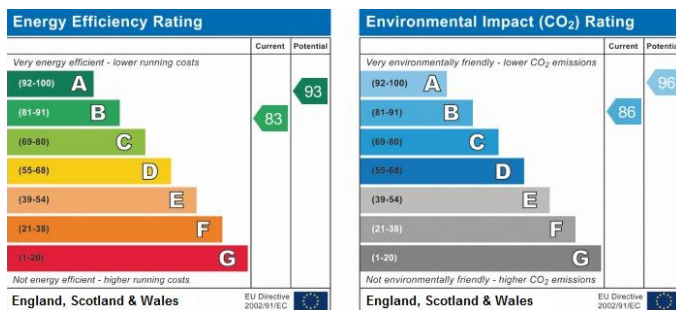 Energy Efficiency Rating
Current Potential
Very energy efficient - lower running costs
(92-100) A
93
(81-91) B
83
(69-80) C
(55-68) D
(39-54) E
(21-38) F
(1-20) G
Not energy efficient - higher running costs
England, Scotland & Wales
EU Directive
2002/91/EC
Environmental Impact (CO₂) Rating
Current Potential
Very environmentally friendly - lower CO₂ emissions
(92-100) A
96
(81-91) B
86
(69-80) C
(55-68) D
(39-54) E
(21-38) F
(1-20) G
Not environmentally friendly - higher CO₂ emissions
England, Scotland & Wales
EU Directive
2002/91/EC